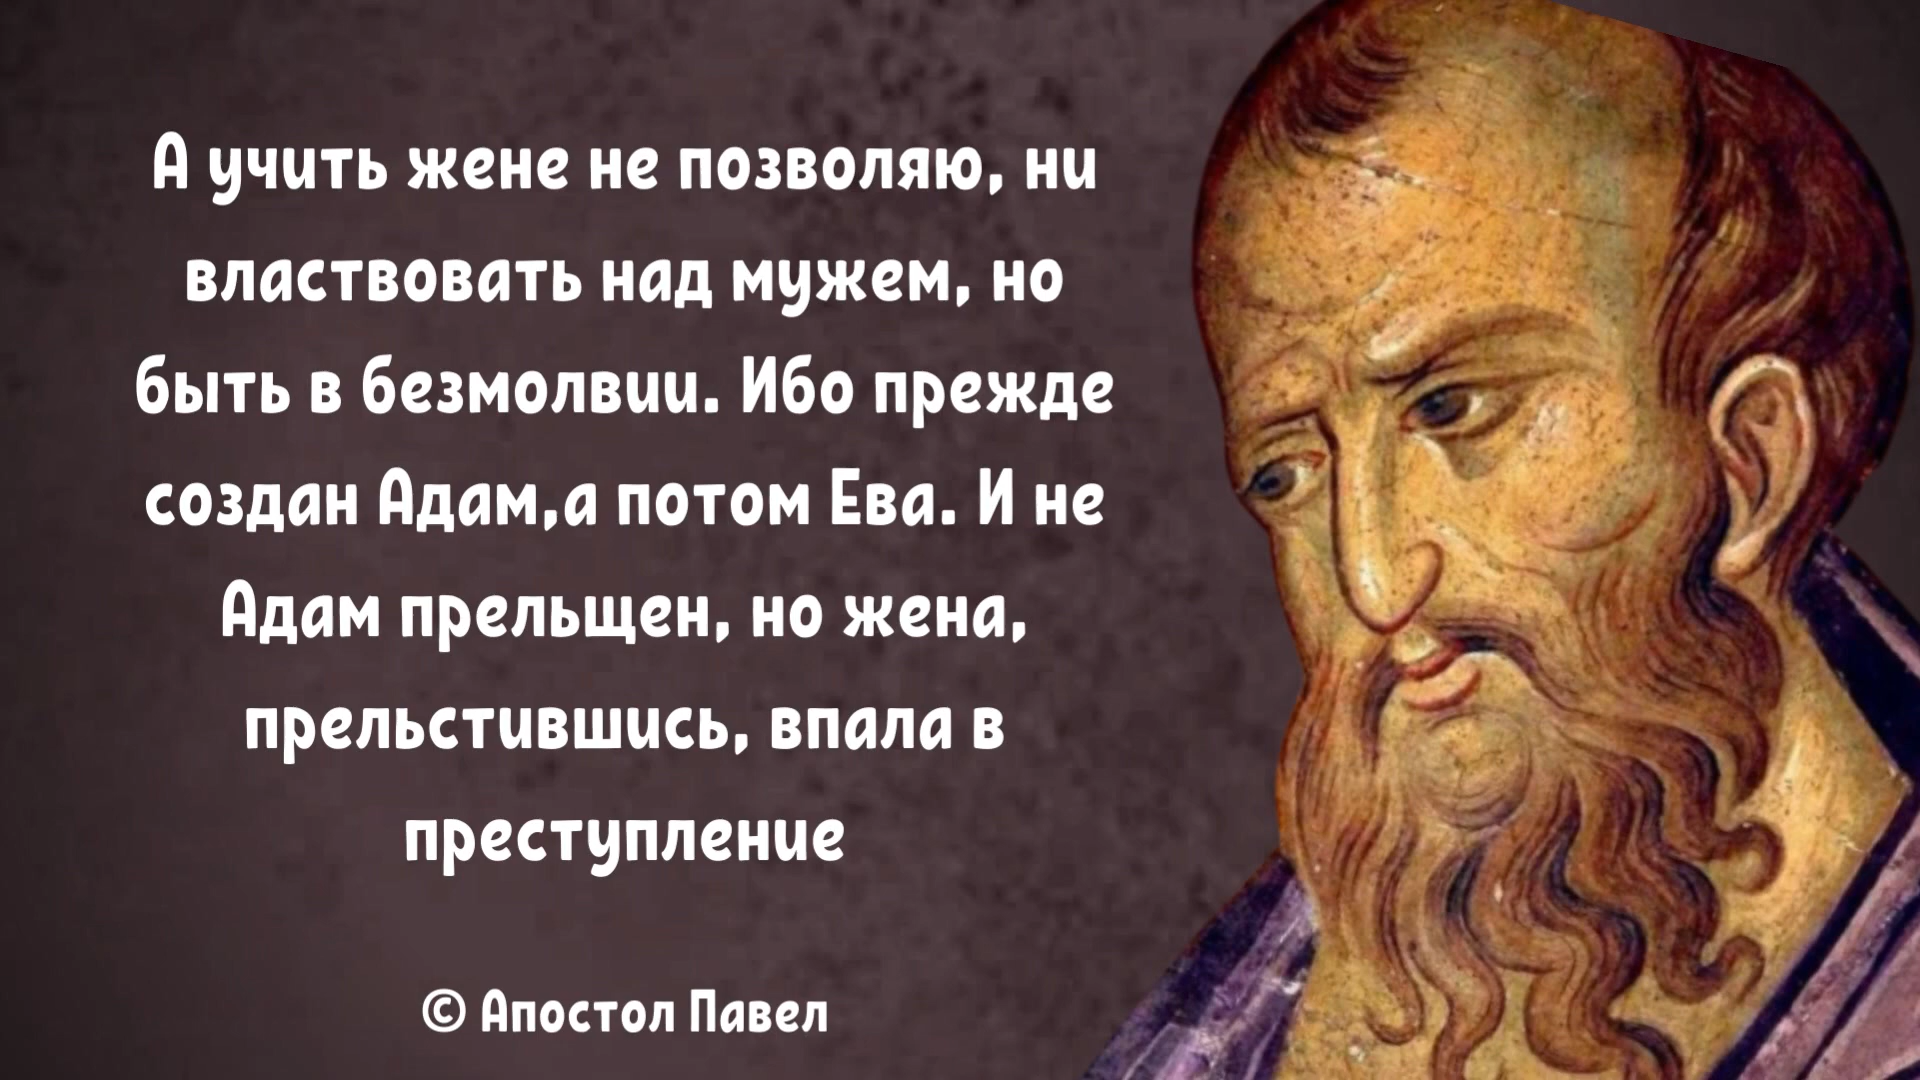 А учить жене не позволяю, ни
властвовать над мужем, но
быть в безмолвии. Ибо прежде
создан Адам,а потом Ева. И не
Адам прельщен, но жена,
прельстившись, впала в
преступление
© Апостол Павел